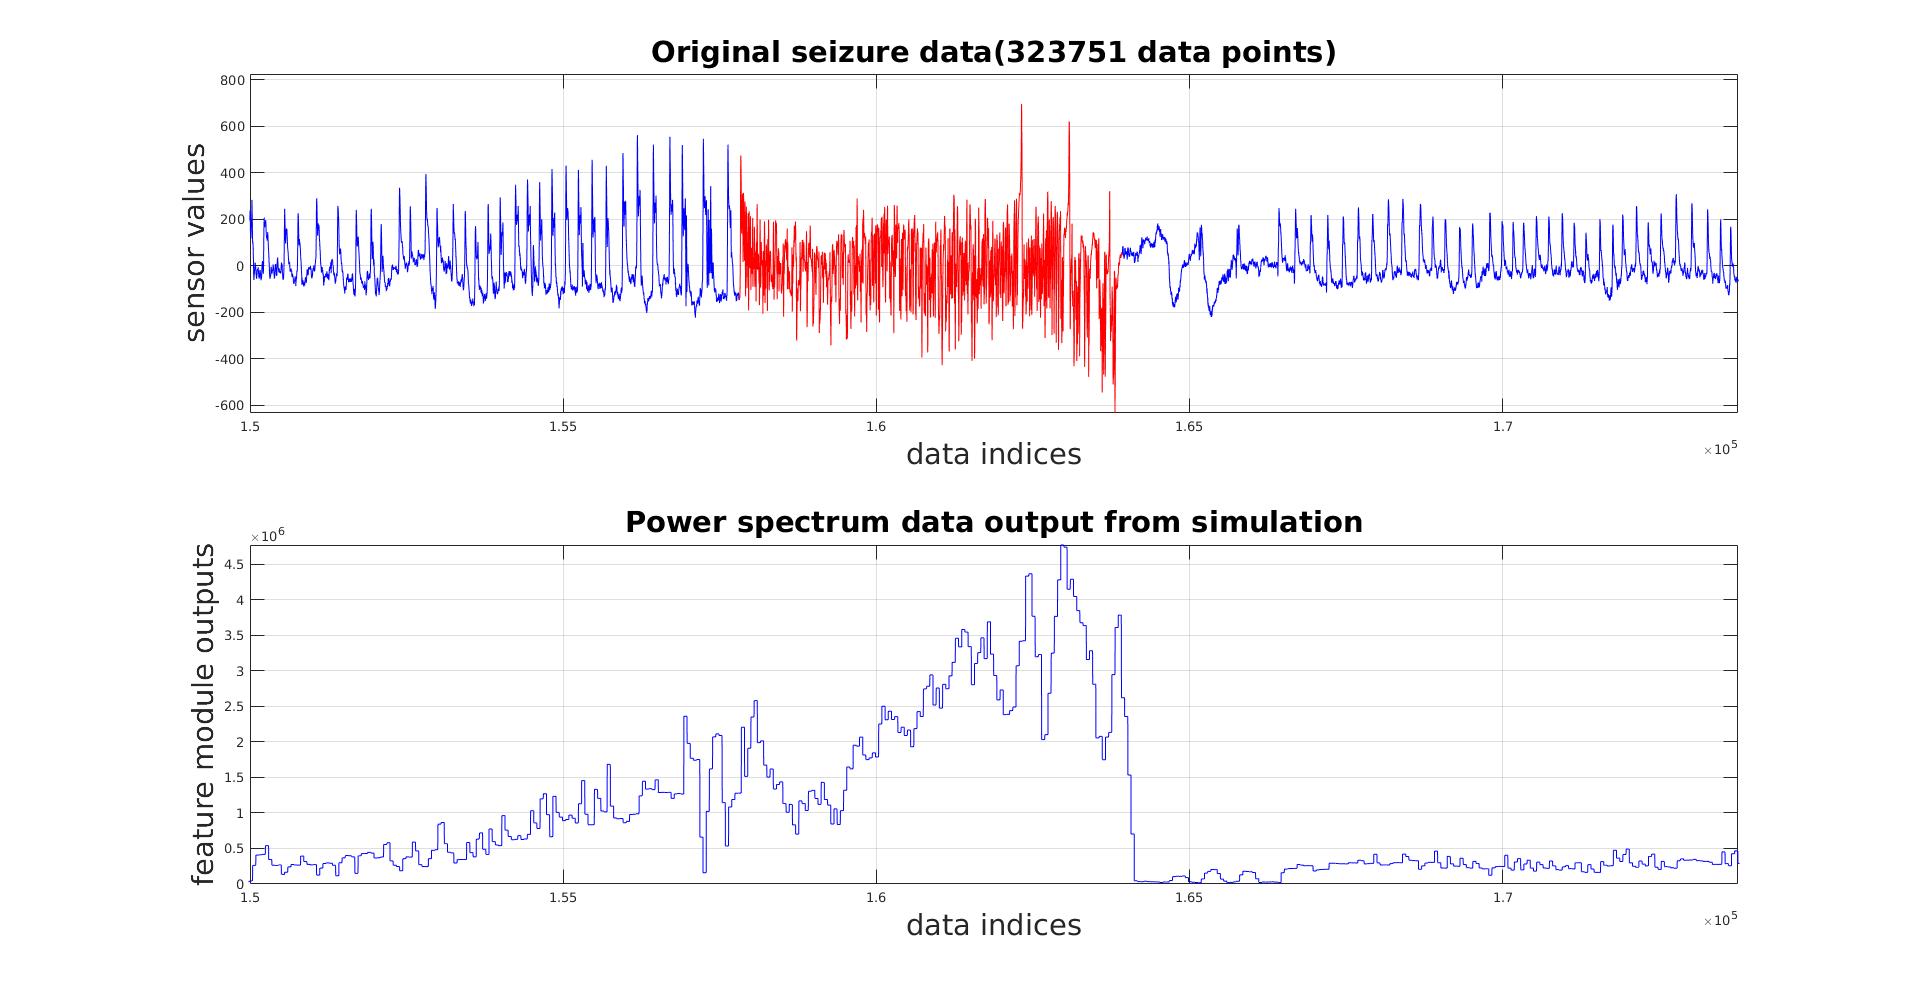 Original seizure data(323751 data points)
sensor values
800
600
400
200
0
-200
-400
-600
1.5 1.55 1.6 1.65 1.7
×10^5
data indices
Power spectrum data output from simulation
×10^6
feature module outputs
4.5
4
3.5
3
2.5
2
1.5
1
0.5
0
1.5 1.55 1.6 1.65 1.7
×10^5
data indices